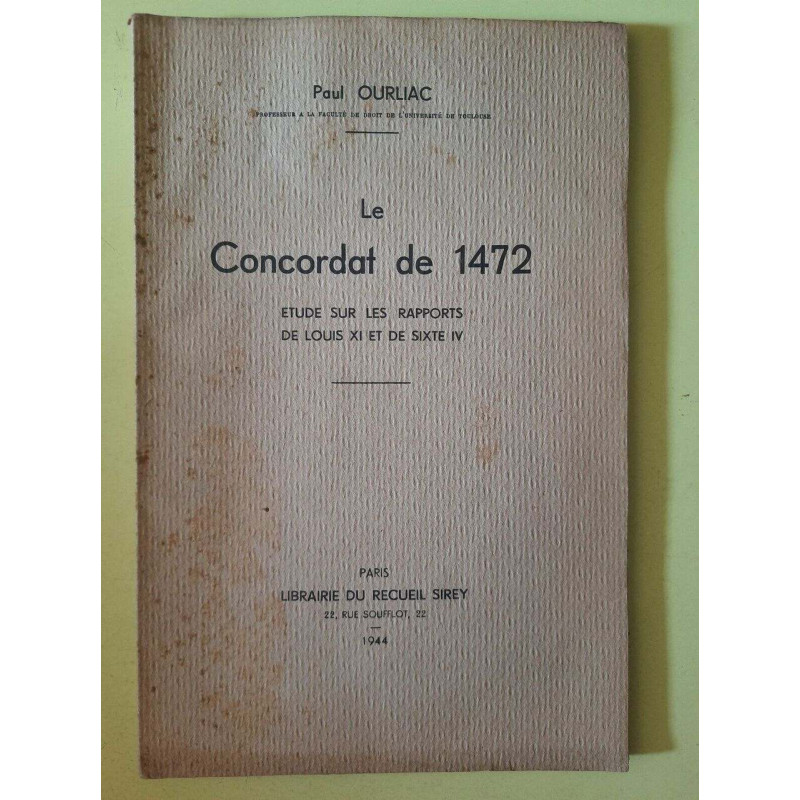 Paul OURLIAC
PROFESSEUR A LA FACULTÉ DE DROIT DE L'UNIVERSITÉ DE TOULOUSE
Le
Concordat de 1472
ETUDE SUR LES RAPPORTS
DE LOUIS XI ET DE SIXTE IV
PARIS
LIBRAIRIE DU RECUEIL SIREY
22, RUE SOUFFLOT, 22
1944